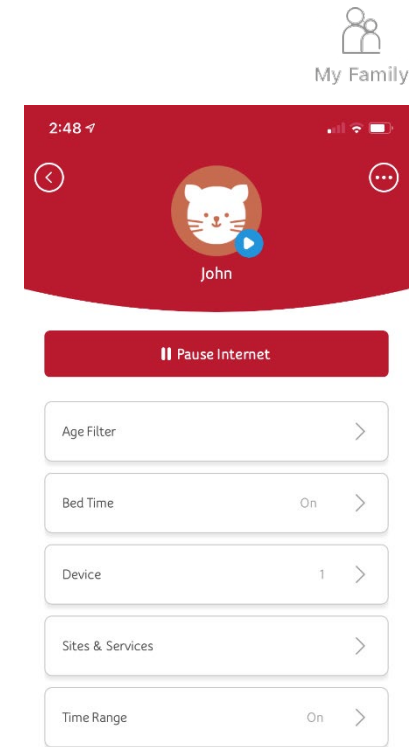 My Family
2:48
John
Pause Internet
Age Filter
Bed Time On
Device 1
Sites & Services
Time Range On